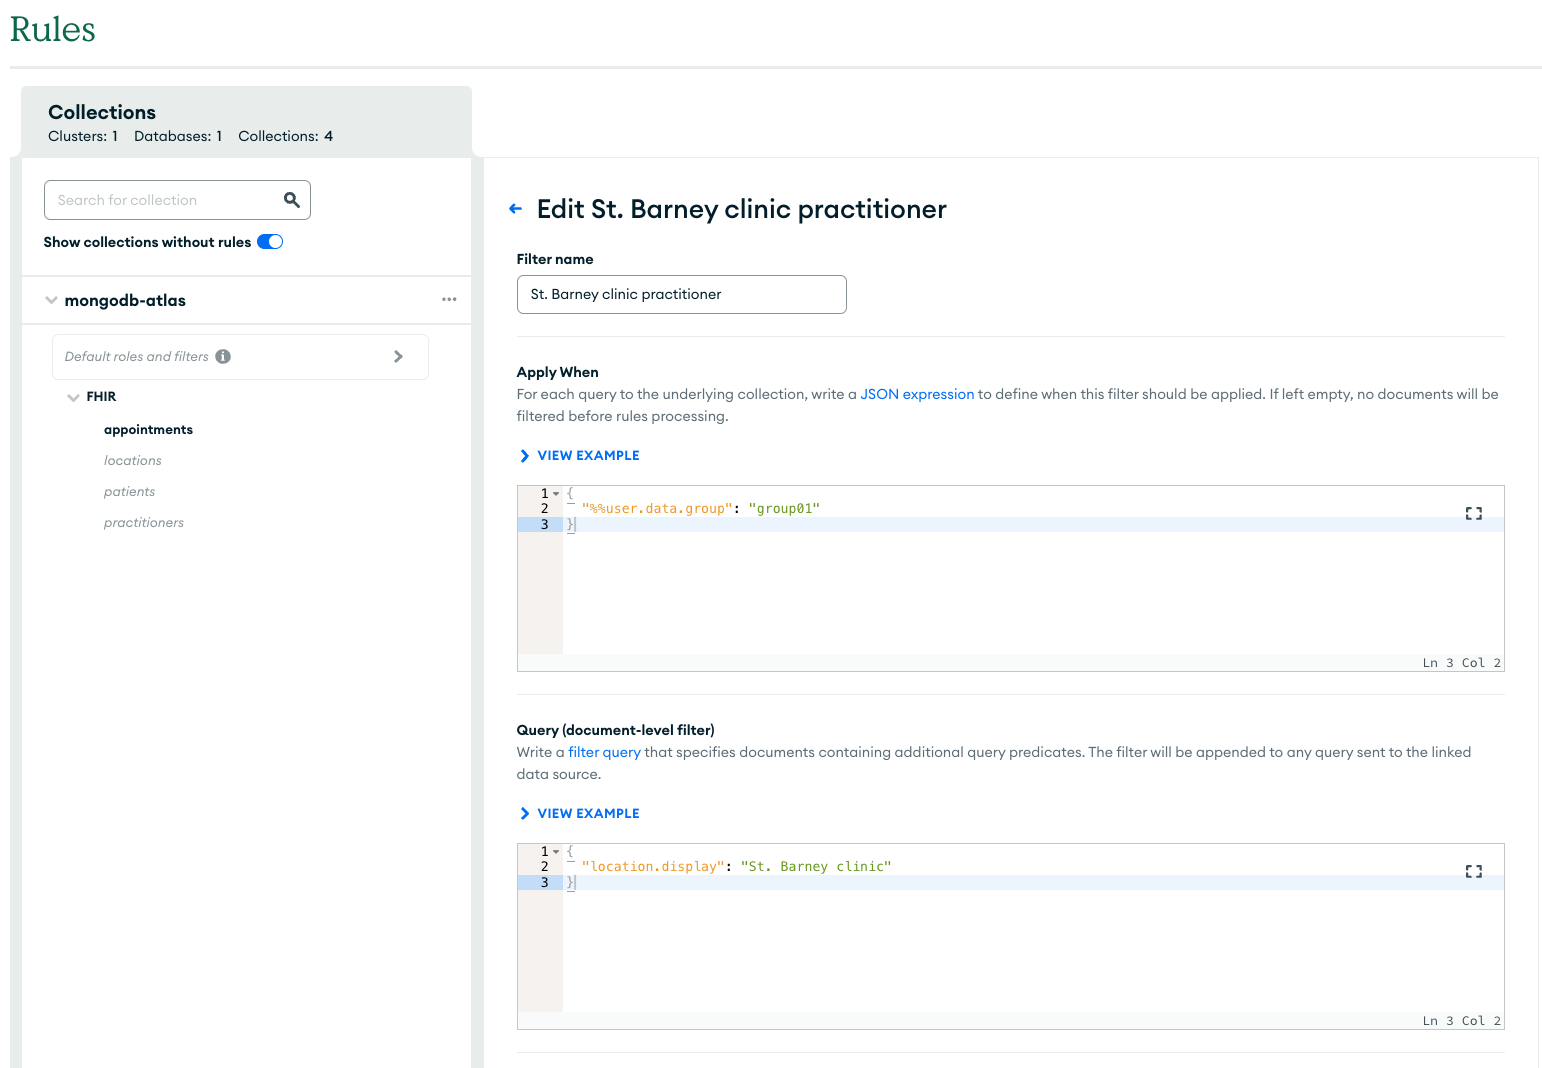 Rules
Collections
Clusters: 1 Databases: 1 Collections: 4
Search for collection
Show collections without rules
mongodb-atlas
Default roles and filters
FHIR
appointments
locations
patients
practitioners
Edit St. Barney clinic practitioner
Filter name
St. Barney clinic practitioner
Apply When
For each query to the underlying collection, write a JSON expression to define when this filter should be applied. If left empty, no documents will be
filtered before rules processing.
VIEW EXAMPLE
1 {
2 "%%user.data.group": "group01"
3 }
Ln 3 Col 2
Query (document-level filter)
Write a filter query that specifies documents containing additional query predicates. The filter will be appended to any query sent to the linked
data source.
VIEW EXAMPLE
1 {
2 "location.display": "St. Barney clinic"
3 }
Ln 3 Col 2